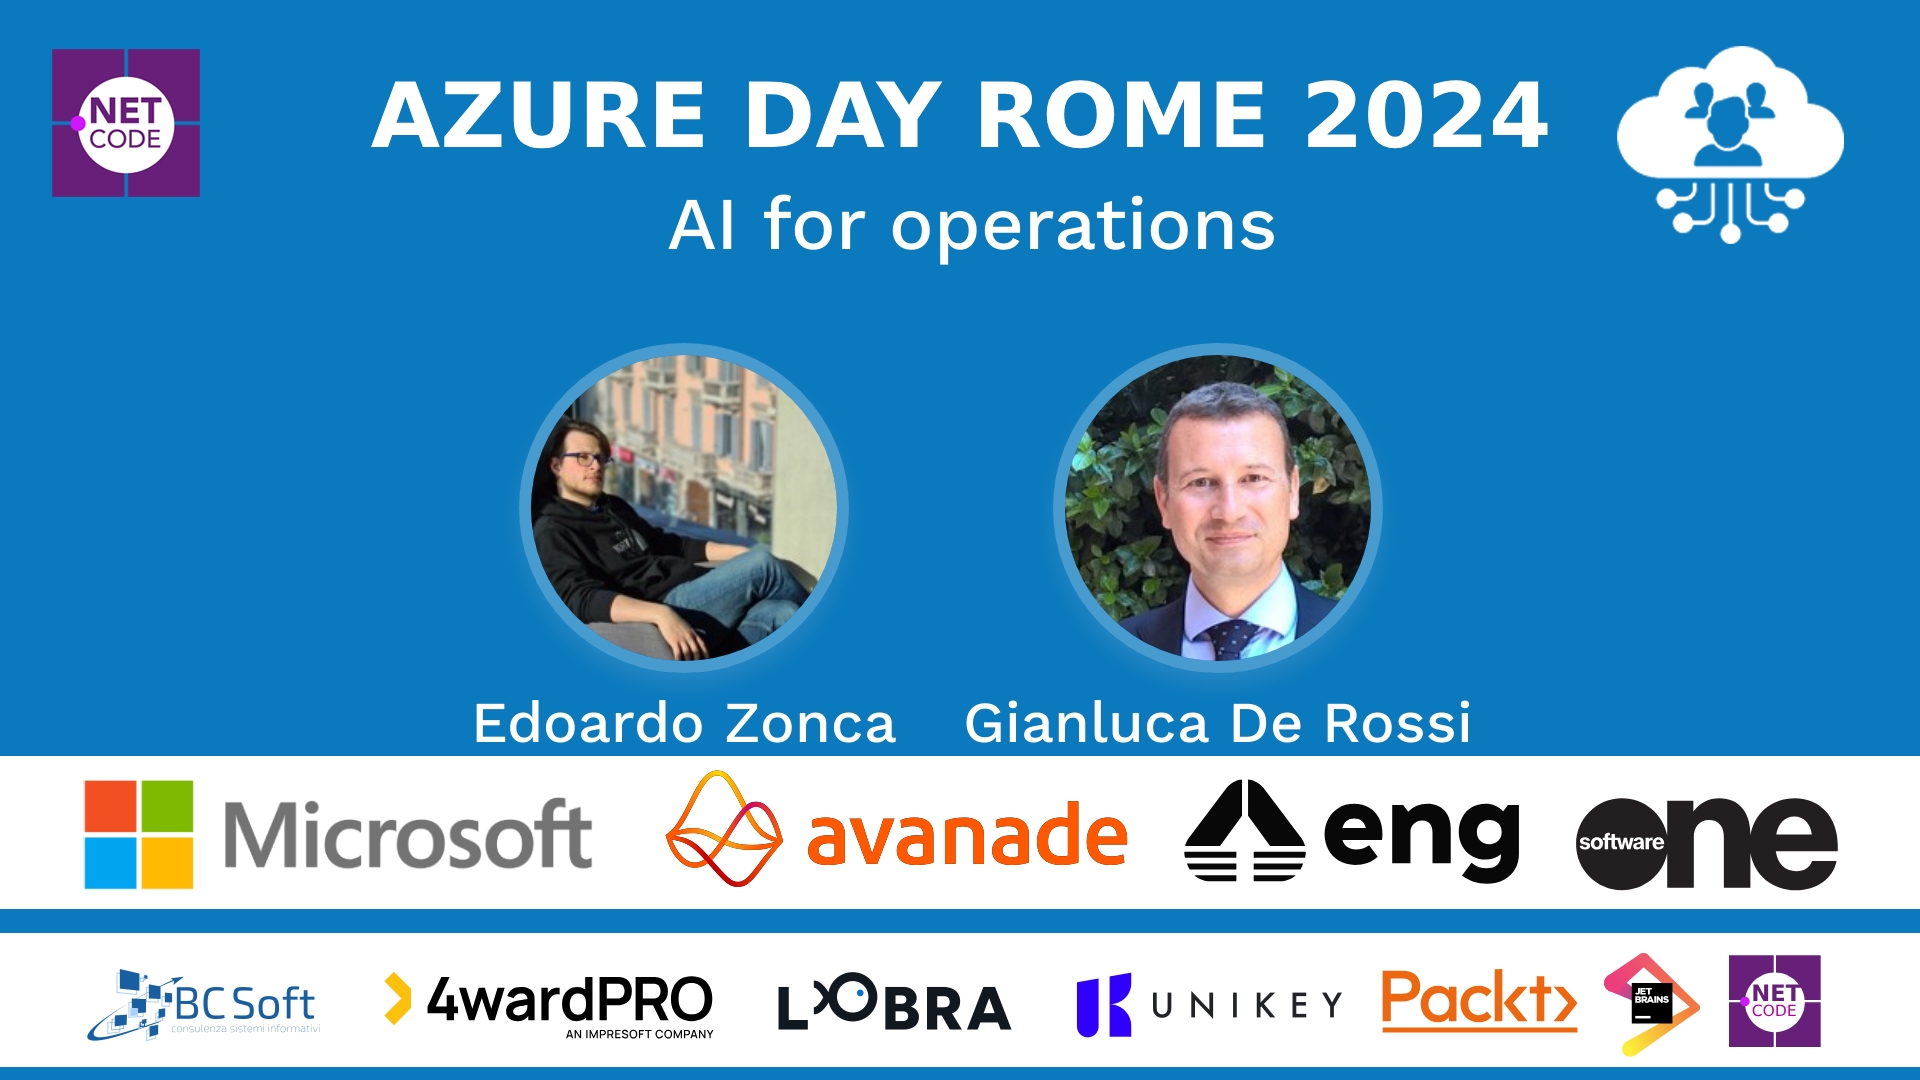 NET
CODE
AZURE DAY ROME 2024
AI for operations
Edoardo Zonca
Gianluca De Rossi
Microsoft
avanade
eng
software
one
BC Soft
consulenza sistemi informativi
4wardPRO
AN IMPRESOFT COMPANY
LOBRA
UNIKEY
Packt
JET
BRAINS
NET
CODE